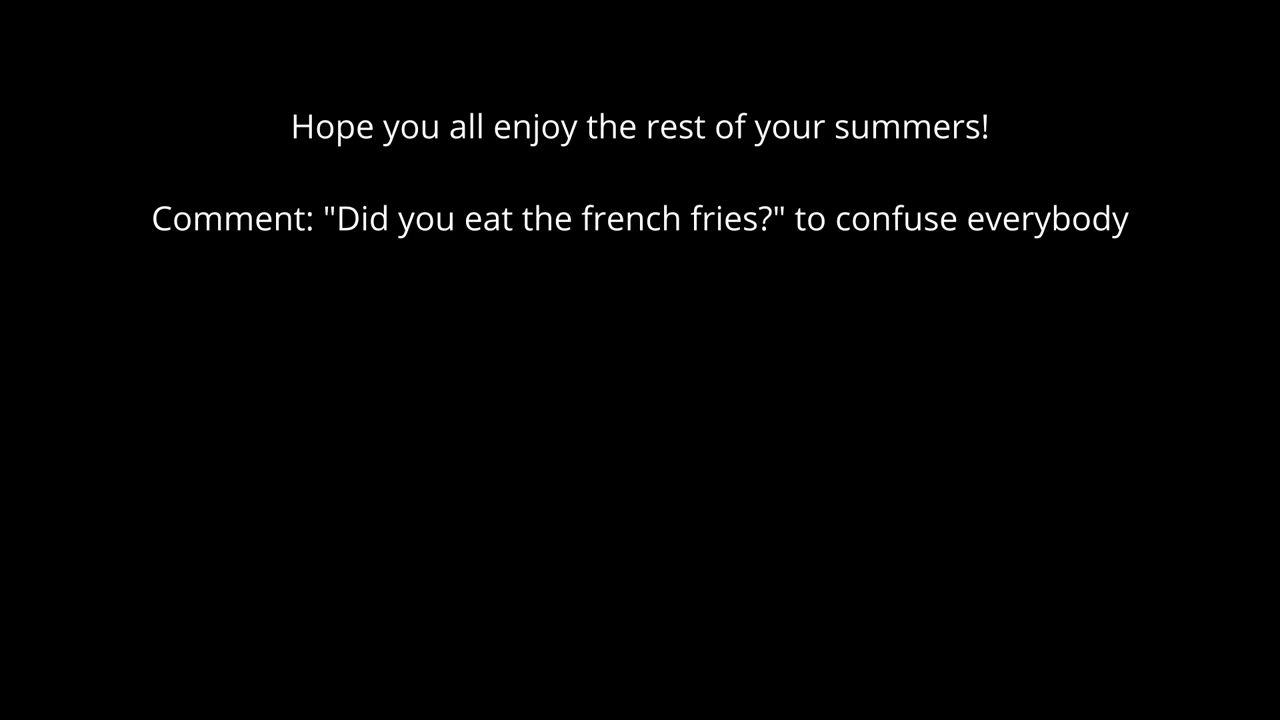 Hope you all enjoy the rest of your summers!
Comment: "Did you eat the french fries?" to confuse everybody